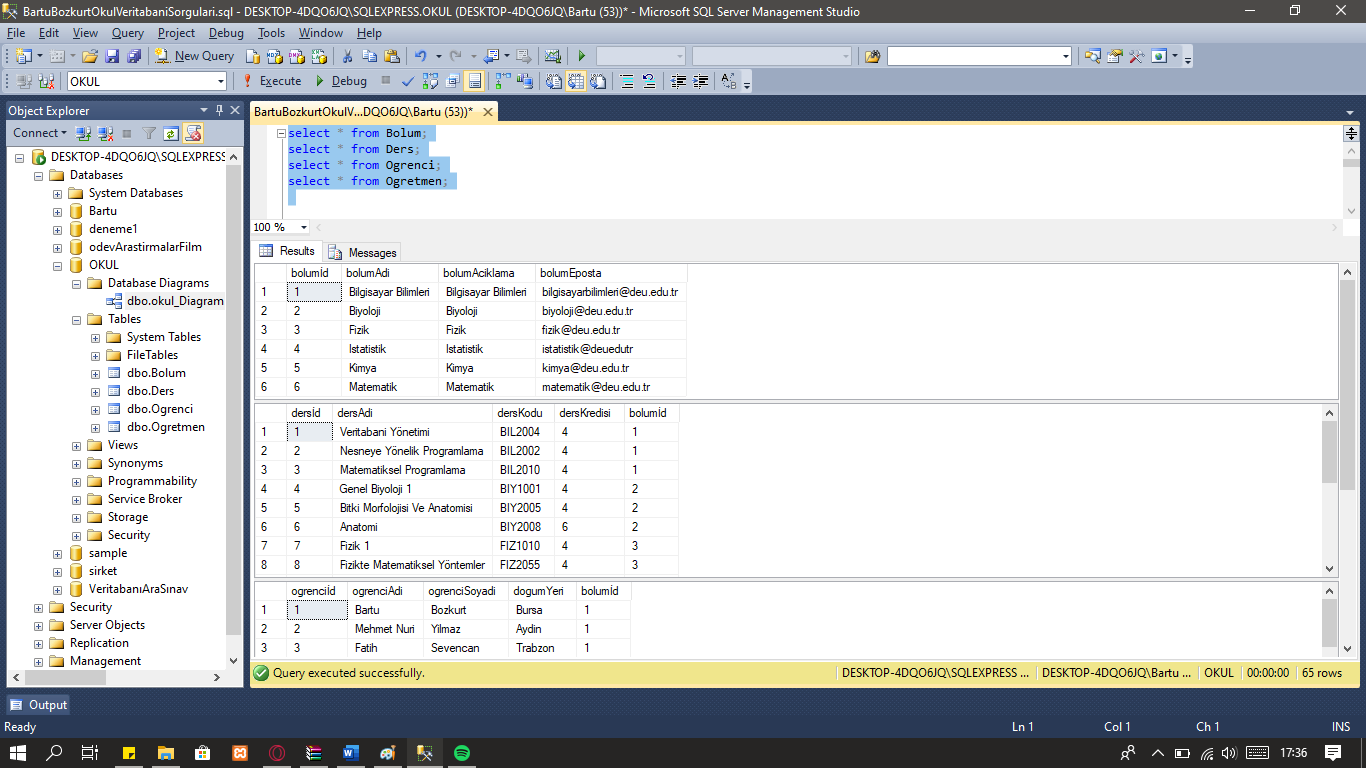 BartuBozkurtOkulVeritabaniSorgulari.sql - DESKTOP-4DQO6JQ\SQLEXPRESS.OKUL (DESKTOP-4DQO6JQ\Bartu (53))* - Microsoft SQL Server Management Studio
File Edit View Query Project Debug Tools Window Help
New Query
OKUL Execute Debug
Object Explorer
Connect
DESKTOP-4DQO6JQ\SQLEXPRESS
Databases
System Databases
Bartu
deneme1
odevArastirmalarFilm
OKUL
Database Diagrams
dbo.okul_Diagram
Tables
System Tables
FileTables
dbo.Bolum
dbo.Ders
dbo.Ogrenci
dbo.Ogretmen
Views
Synonyms
Programmability
Service Broker
Storage
Security
sample
sirket
VeritabanıAraSınav
Security
Server Objects
Replication
Management
BartuBozkurtOkulV...DQO6JQ\Bartu (53))*
select * from Bolum;
select * from Ders;
select * from Ogrenci;
select * from Ogretmen;
100 %
Results Messages
bolumİd bolumAdi bolumAciklama bolumEposta
1 1 Bilgisayar Bilimleri Bilgisayar Bilimleri bilgisayarbilimleri@deu.edu.tr
2 2 Biyoloji Biyoloji biyoloji@deu.edu.tr
3 3 Fizik Fizik fizik@deu.edu.tr
4 4 Istatistik Istatistik istatistik@deuedutr
5 5 Kimya Kimya kimya@deu.edu.tr
6 6 Matematik Matematik matematik@deu.edu.tr
dersİd dersAdi dersKodu dersKredisi bolumİd
1 1 Veritabani Yönetimi BIL2004 4 1
2 2 Nesneye Yönelik Programlama BIL2002 4 1
3 3 Matematiksel Programlama BIL2010 4 1
4 4 Genel Biyoloji 1 BIY1001 4 2
5 5 Bitki Morfolojisi Ve Anatomisi BIY2005 4 2
6 6 Anatomi BIY2008 6 2
7 7 Fizik 1 FIZ1010 4 3
8 8 Fizikte Matematiksel Yöntemler FIZ2055 4 3
ogrenciİd ogrenciAdi ogrenciSoyadi dogumYeri bolumİd
1 1 Bartu Bozkurt Bursa 1
2 2 Mehmet Nuri Yilmaz Aydin 1
3 3 Fatih Sevencan Trabzon 1
Query executed successfully. DESKTOP-4DQO6JQ\SQLEXPRESS ... DESKTOP-4DQO6JQ\Bartu ... OKUL 00:00:00 65 rows
Output
Ready Ln 1 Col 1 Ch 1 INS
17:36